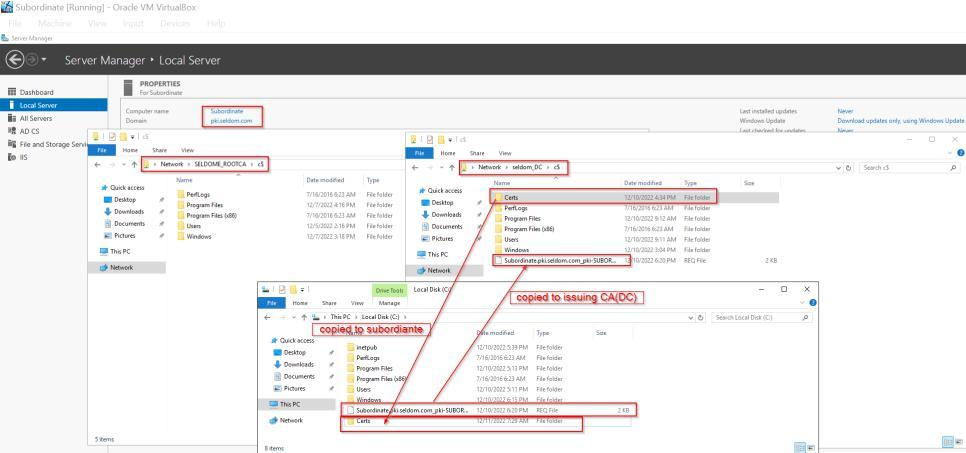 Subordinate [Running] - Oracle VM VirtualBox
File Machine View Input Devices Help
Server Manager
Server Manager • Local Server
Dashboard
Local Server
All Servers
AD CS
File and Storage Servi
IIS
PROPERTIES
For Subordinate
Computer name Subordinate
Domain pki.seldom.com
Last installed updates Never
Windows Update Download updates only, using Windows Update
Last checked for updates Never
c$
File Home Share View
Network › SELDOME_ROOTCA › c$
Quick access
Desktop
Downloads
Documents
Pictures
This PC
Network
Name Date modified Type
PerfLogs 7/16/2016 6:23 AM File folder
Program Files 12/7/2022 4:16 PM File folder
Program Files (x86) 7/16/2016 6:23 AM File folder
Users 12/5/2022 2:16 PM File folder
Windows 12/7/2022 3:18 PM File folder
5 items
c$
File Home Share View
Network › seldom_DC › c$
Search c$
Quick access
Desktop
Downloads
Documents
Pictures
This PC
Network
Name Date modified Type Size
Certs 12/10/2022 4:34 PM File folder
PerfLogs 7/16/2016 6:23 AM File folder
Program Files 12/10/2022 9:12 AM File folder
Program Files (x86) 7/16/2016 6:23 AM File folder
Users 12/10/2022 9:11 AM File folder
Windows 12/10/2022 3:04 PM File folder
Subordinate.pki.seldom.com_pki-SUBOR... 12/10/2022 6:20 PM REQ File 2 KB
copied to issuing CA(DC)
Drive Tools Local Disk (C:)
File Home Share View Manage
This PC › Local Disk (C:)
Search Local Disk (C:)
copied to subordiante
Quick access
Desktop
Downloads
Documents
Pictures
This PC
Network
Name Date modified Type Size
inetpub 12/10/2022 5:39 PM File folder
PerfLogs 7/16/2016 6:23 AM File folder
Program Files 12/10/2022 5:13 PM File folder
Program Files (x86) 7/16/2016 6:23 AM File folder
Users 12/10/2022 5:11 PM File folder
Windows 12/10/2022 6:15 PM File folder
Subordinate.pki.seldom.com_pki-SUBOR... 12/10/2022 6:20 PM REQ File 2 KB
Certs 12/11/2022 7:29 AM File folder
8 items